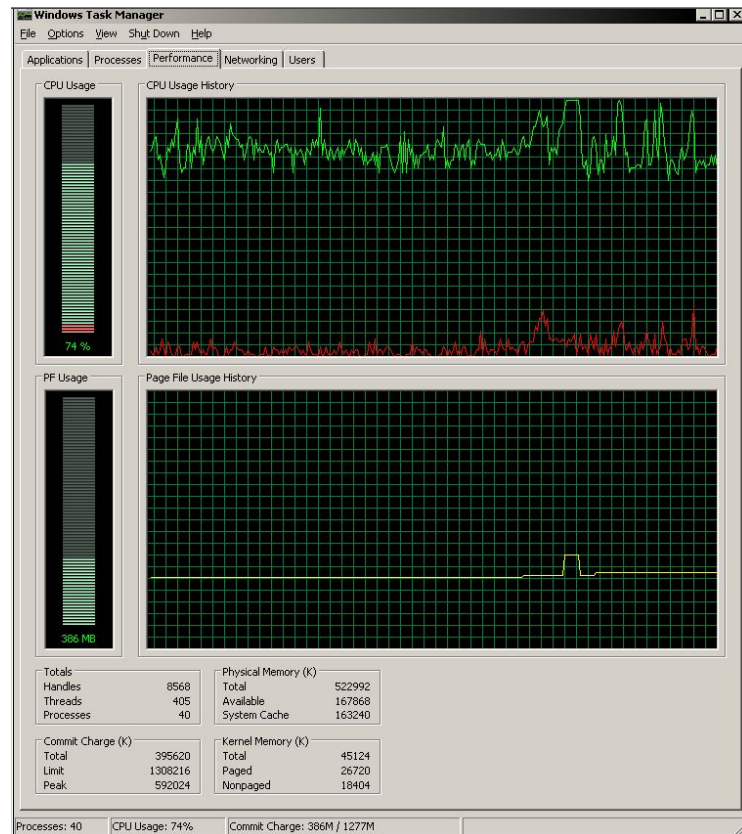 Windows Task Manager
File Options View Shut Down Help
Applications Processes Performance Networking Users
CPU Usage
CPU Usage History
74 %
PF Usage
Page File Usage History
386 MB
Totals
Handles 8568
Threads 405
Processes 40
Physical Memory (K)
Total 522992
Available 167868
System Cache 163240
Commit Charge (K)
Total 395620
Limit 1308216
Peak 592024
Kernel Memory (K)
Total 45124
Paged 26720
Nonpaged 18404
Processes: 40 CPU Usage: 74% Commit Charge: 386M / 1277M